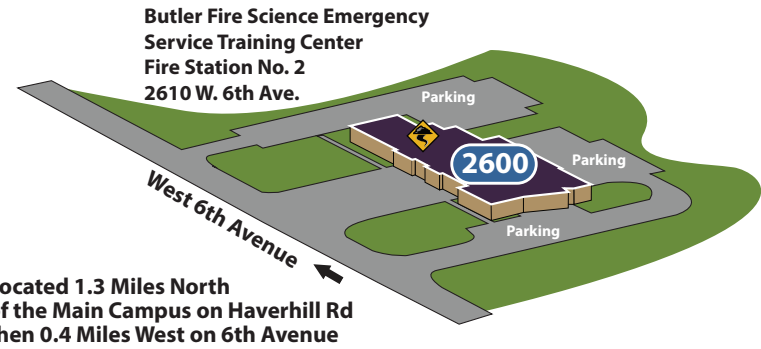 Butler Fire Science Emergency
Service Training Center
Fire Station No. 2
2610 W. 6th Ave.
Parking
2600
Parking
Parking
West 6th Avenue
ocated 1.3 Miles North
f the Main Campus on Haverhill Rd
hen 0.4 Miles West on 6th Avenue